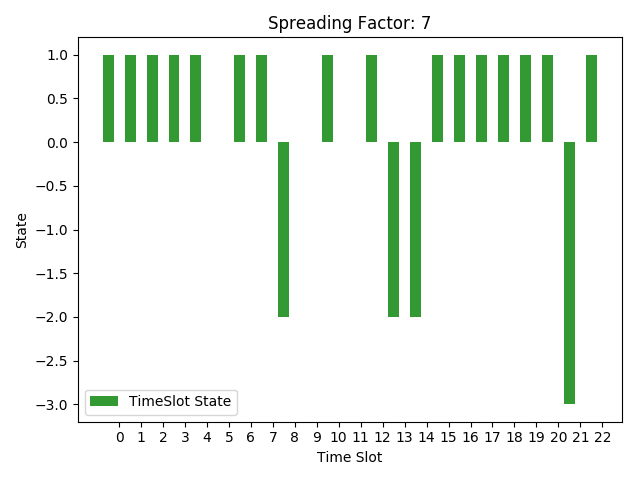 Spreading Factor: 7
1.0
0.5
0.0
−0.5
−1.0
−1.5
−2.0
−2.5
−3.0
State
TimeSlot State
0 1 2 3 4 5 6 7 8 9 10 11 12 13 14 15 16 17 18 19 20 21 22
Time Slot